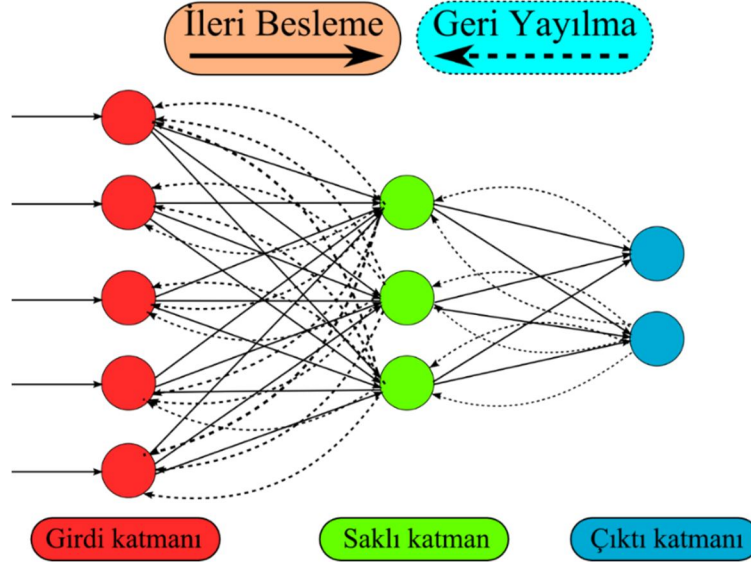 İleri Besleme
Geri Yayılma
Girdi katmanı
Saklı katman
Çıktı katmanı